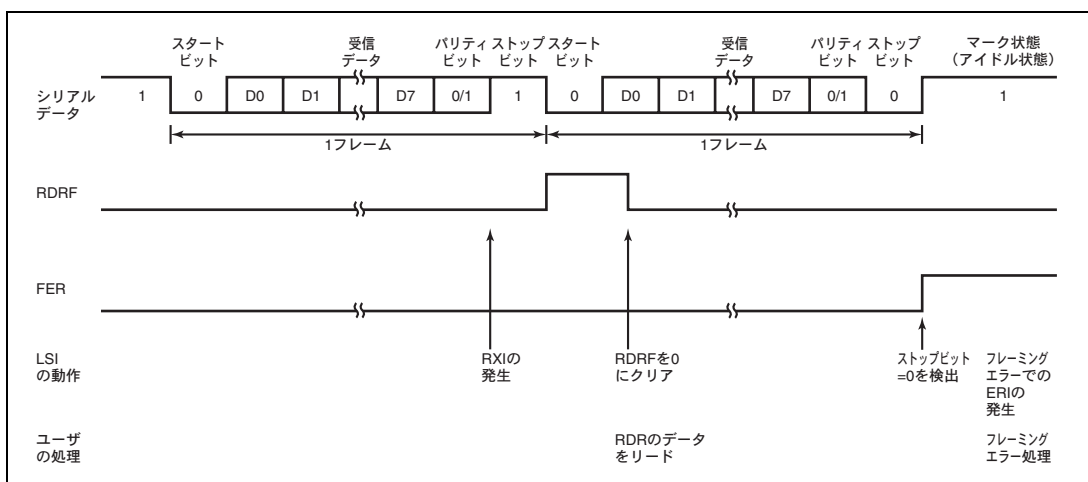 スタート
ビット
受信
データ
パリティ
ビット
ストップ
ビット
スタート
ビット
受信
データ
パリティ
ビット
ストップ
ビット
マーク状態
（アイドル状態）
シリアル
データ
1 0 D0 D1 D7 0/1 1 0 D0 D1 D7 0/1 0 1
1フレーム 1フレーム
RDRF
FER
LSI
の動作
RXIの
発生
RDRFを0
にクリア
ストップビット
=0を検出
フレーミング
エラーでの
ERIの
発生
ユーザ
の処理
RDRのデータ
をリード
フレーミング
エラー処理